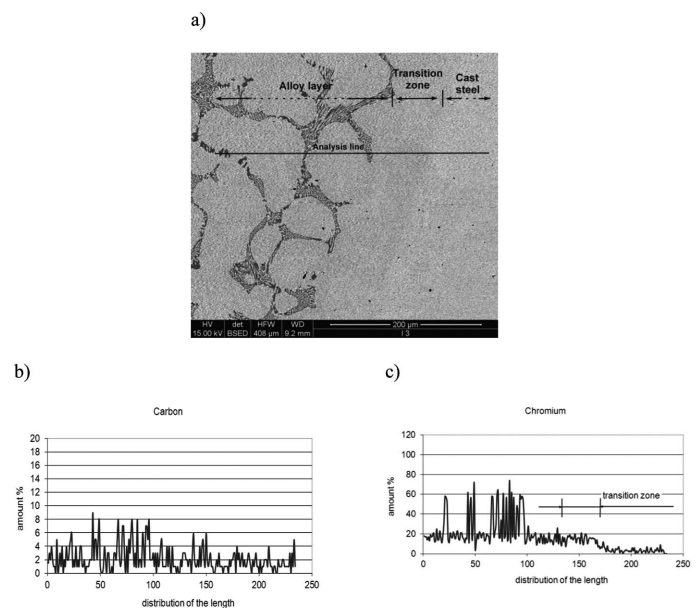 a)
Alloy layer
Transition
zone
Cast
steel
Analysis line
HV det HFW WD 200 µm
15.00 kV BSED 408 µm 9.2 mm I 3
b)
Carbon
amount %
20
18
16
14
12
10
8
6
4
2
0
0 50 100 150 200 250
distribution of the length
c)
Chromium
amount %
120
100
80
60
40
20
0
transition zone
0 50 100 150 200 250
distribution of the length